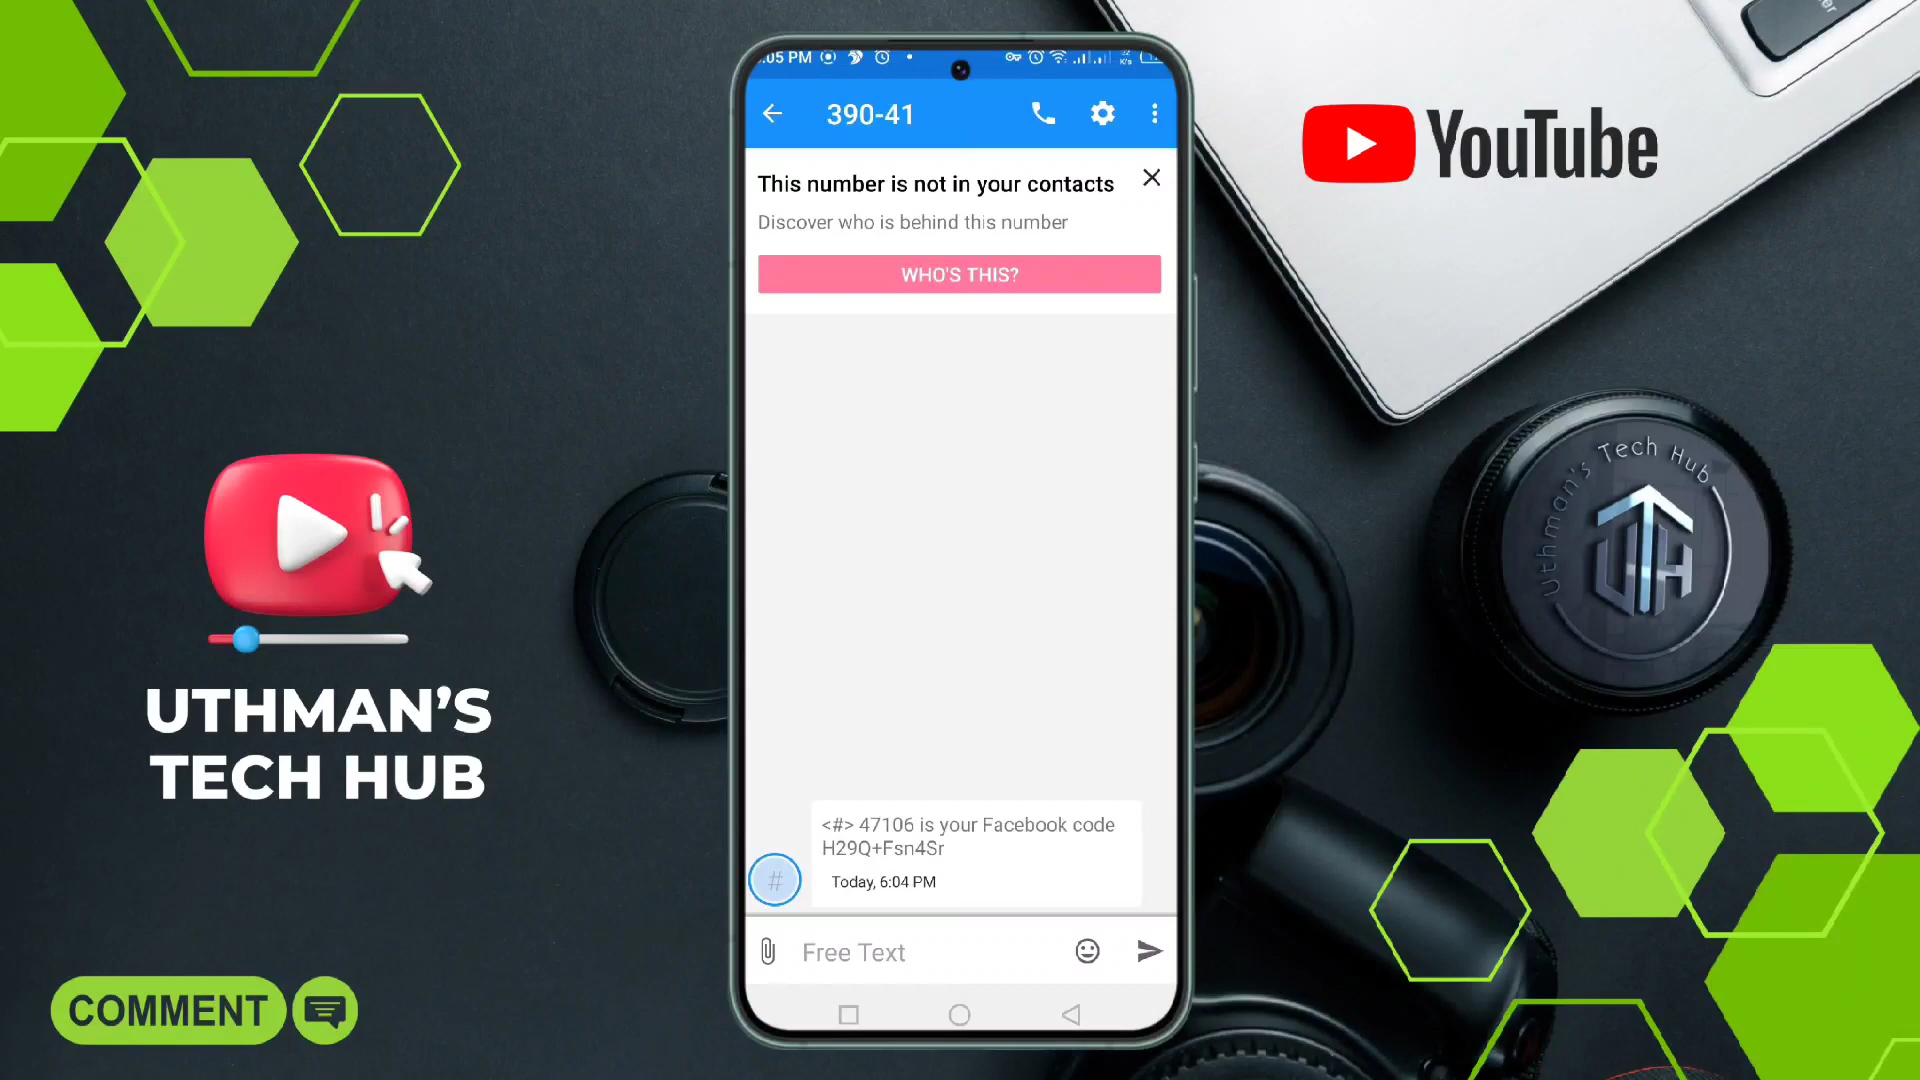 :05 PM
K/s
390-41
This number is not in your contacts
Discover who is behind this number
WHO'S THIS?
<#> 47106 is your Facebook code
H29Q+Fsn4Sr
Today, 6:04 PM
#
Free Text
YouTube
Uthman's Tech Hub
UTH
UTHMAN'S
TECH HUB
COMMENT